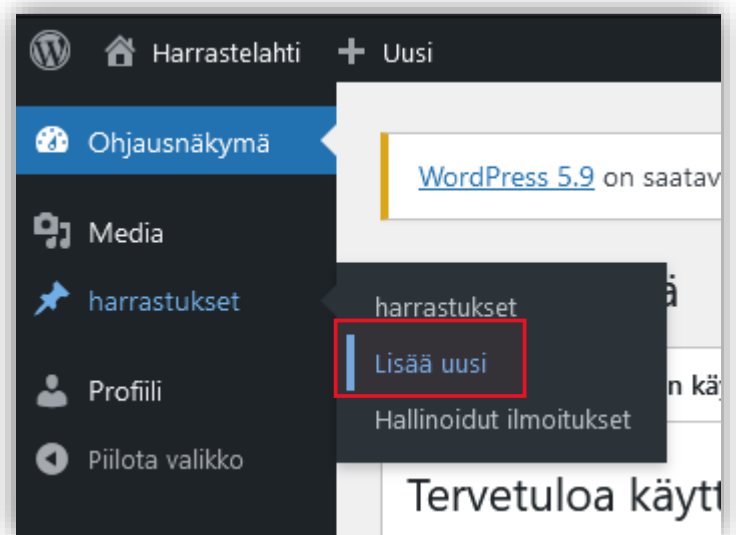 Harrastelahti + Uusi
Ohjausnäkymä
WordPress 5.9 on saatav
Media
harrastukset
harrastukset
ä
Lisää uusi
n kä
Profiili
Hallinoidut ilmoitukset
Piilota valikko
Tervetuloa käytt